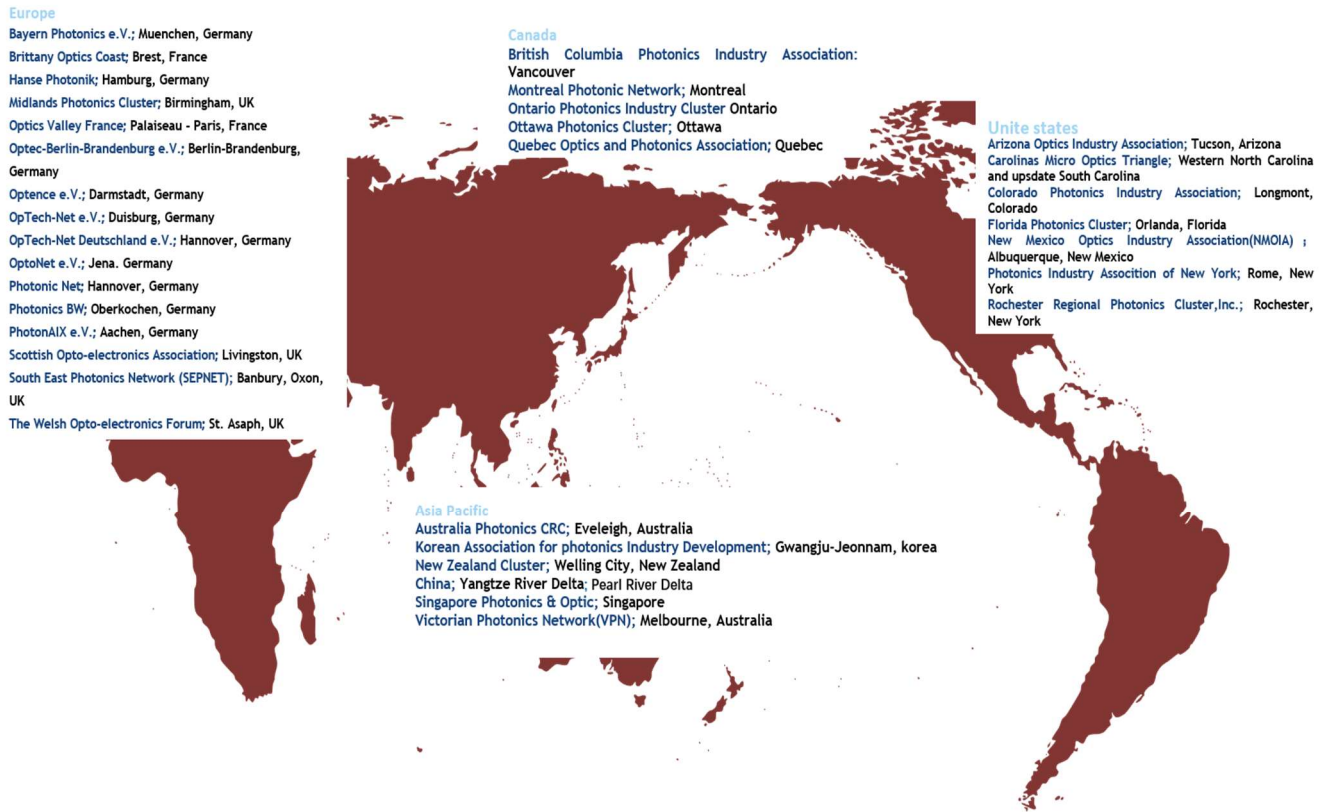 Europe
Bayern Photonics e.V.; Muenchen, Germany
Brittany Optics Coast; Brest, France
Hanse Photonik; Hamburg, Germany
Midlands Photonics Cluster; Birmingham, UK
Optics Valley France; Palaiseau - Paris, France
Optec-Berlin-Brandenburg e.V.; Berlin-Brandenburg,
Germany
Optence e.V.; Darmstadt, Germany
OpTech-Net e.V.; Duisburg, Germany
OpTech-Net Deutschland e.V.; Hannover, Germany
OptoNet e.V.; Jena. Germany
Photonic Net; Hannover, Germany
Photonics BW; Oberkochen, Germany
PhotonAIX e.V.; Aachen, Germany
Scottish Opto-electronics Association; Livingston, UK
South East Photonics Network (SEPNET); Banbury, Oxon,
UK
The Welsh Opto-electronics Forum; St. Asaph, UK
Canada
British Columbia Photonics Industry Association:
Vancouver
Montreal Photonic Network; Montreal
Ontario Photonics Industry Cluster Ontario
Ottawa Photonics Cluster; Ottawa
Quebec Optics and Photonics Association; Quebec
Unite states
Arizona Optics Industry Association; Tucson, Arizona
Carolinas Micro Optics Triangle; Western North Carolina
and upsdate South Carolina
Colorado Photonics Industry Association; Longmont,
Colorado
Florida Photonics Cluster; Orlanda, Florida
New Mexico Optics Industry Association(NMOIA) ;
Albuquerque, New Mexico
Photonics Industry Assocition of New York; Rome, New
York
Rochester Regional Photonics Cluster,Inc.; Rochester,
New York
Asia Pacific
Australia Photonics CRC; Eveleigh, Australia
Korean Association for photonics Industry Development; Gwangju-Jeonnam, korea
New Zealand Cluster; Welling City, New Zealand
China; Yangtze River Delta; Pearl River Delta
Singapore Photonics & Optic; Singapore
Victorian Photonics Network(VPN); Melbourne, Australia